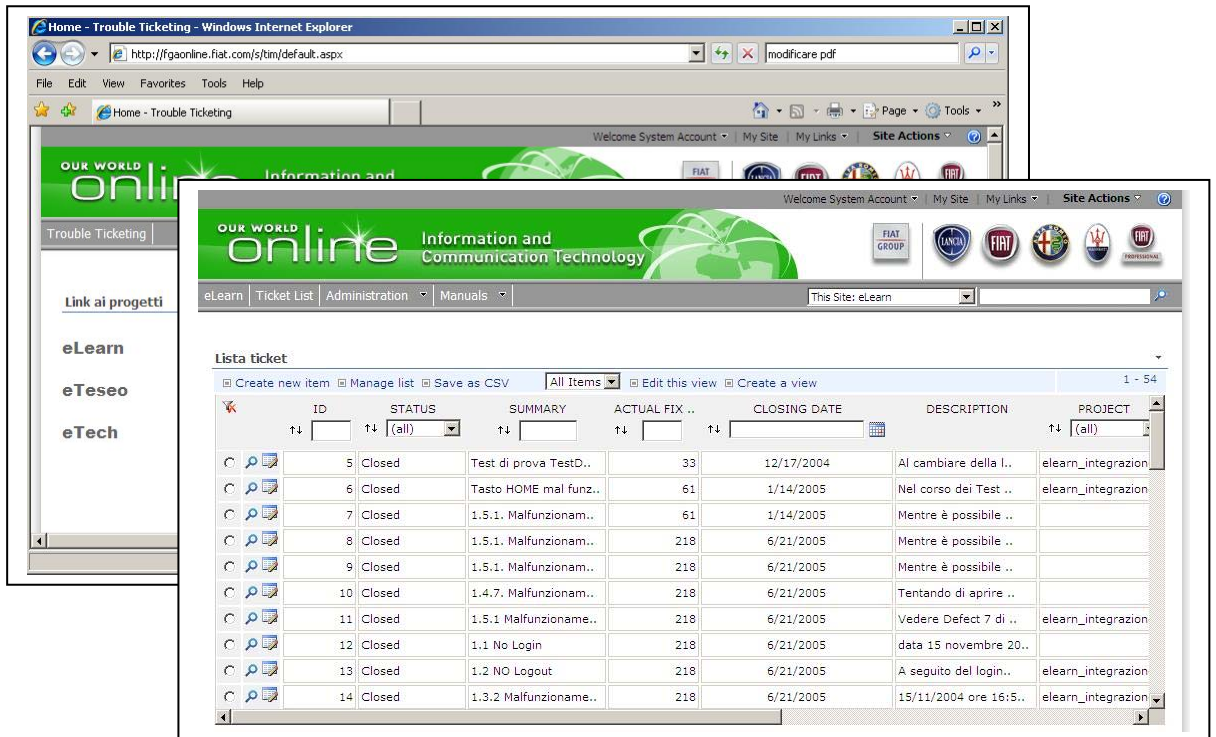 Home - Trouble Ticketing - Windows Internet Explorer
http://fgaonline.fiat.com/s/tim/default.aspx
modificare pdf
File Edit View Favorites Tools Help
Home - Trouble Ticketing
Page Tools »
Welcome System Account | My Site | My Links | Site Actions
OUR WORLD
onlin
Information and
FIAT
LANCIA
FIAT
FIAT
Trouble Ticketing
Link ai progetti
eLearn
eTeseo
eTech
Welcome System Account | My Site | My Links | Site Actions
OUR WORLD
online
Information and
Communication Technology
FIAT
GROUP
LANCIA
FIAT
FIAT
PROFESSIONAL
eLearn | Ticket List | Administration | Manuals
This Site: eLearn
Lista ticket
Create new item Manage list Save as CSV All Items Edit this view Create a view 1 - 54
ID STATUS SUMMARY ACTUAL FIX .. CLOSING DATE DESCRIPTION PROJECT
(all) (all)
5 Closed Test di prova TestD.. 33 12/17/2004 Al cambiare della l.. elearn_integrazion
6 Closed Tasto HOME mal funz.. 61 1/14/2005 Nel corso dei Test .. elearn_integrazion
7 Closed 1.5.1. Malfunzionam.. 61 1/14/2005 Mentre è possibile ..
8 Closed 1.5.1. Malfunzionam.. 218 6/21/2005 Mentre è possibile ..
9 Closed 1.5.1. Malfunzionam.. 218 6/21/2005 Mentre è possibile ..
10 Closed 1.4.7. Malfunzionam.. 218 6/21/2005 Tentando di aprire ..
11 Closed 1.5.1 Malfunzioname.. 218 6/21/2005 Vedere Defect 7 di .. elearn_integrazion
12 Closed 1.1 No Login 218 6/21/2005 data 15 novembre 20..
13 Closed 1.2 NO Logout 218 6/21/2005 A seguito del login.. elearn_integrazion
14 Closed 1.3.2 Malfunzioname.. 218 6/21/2005 15/11/2004 ore 16:5.. elearn_integrazion